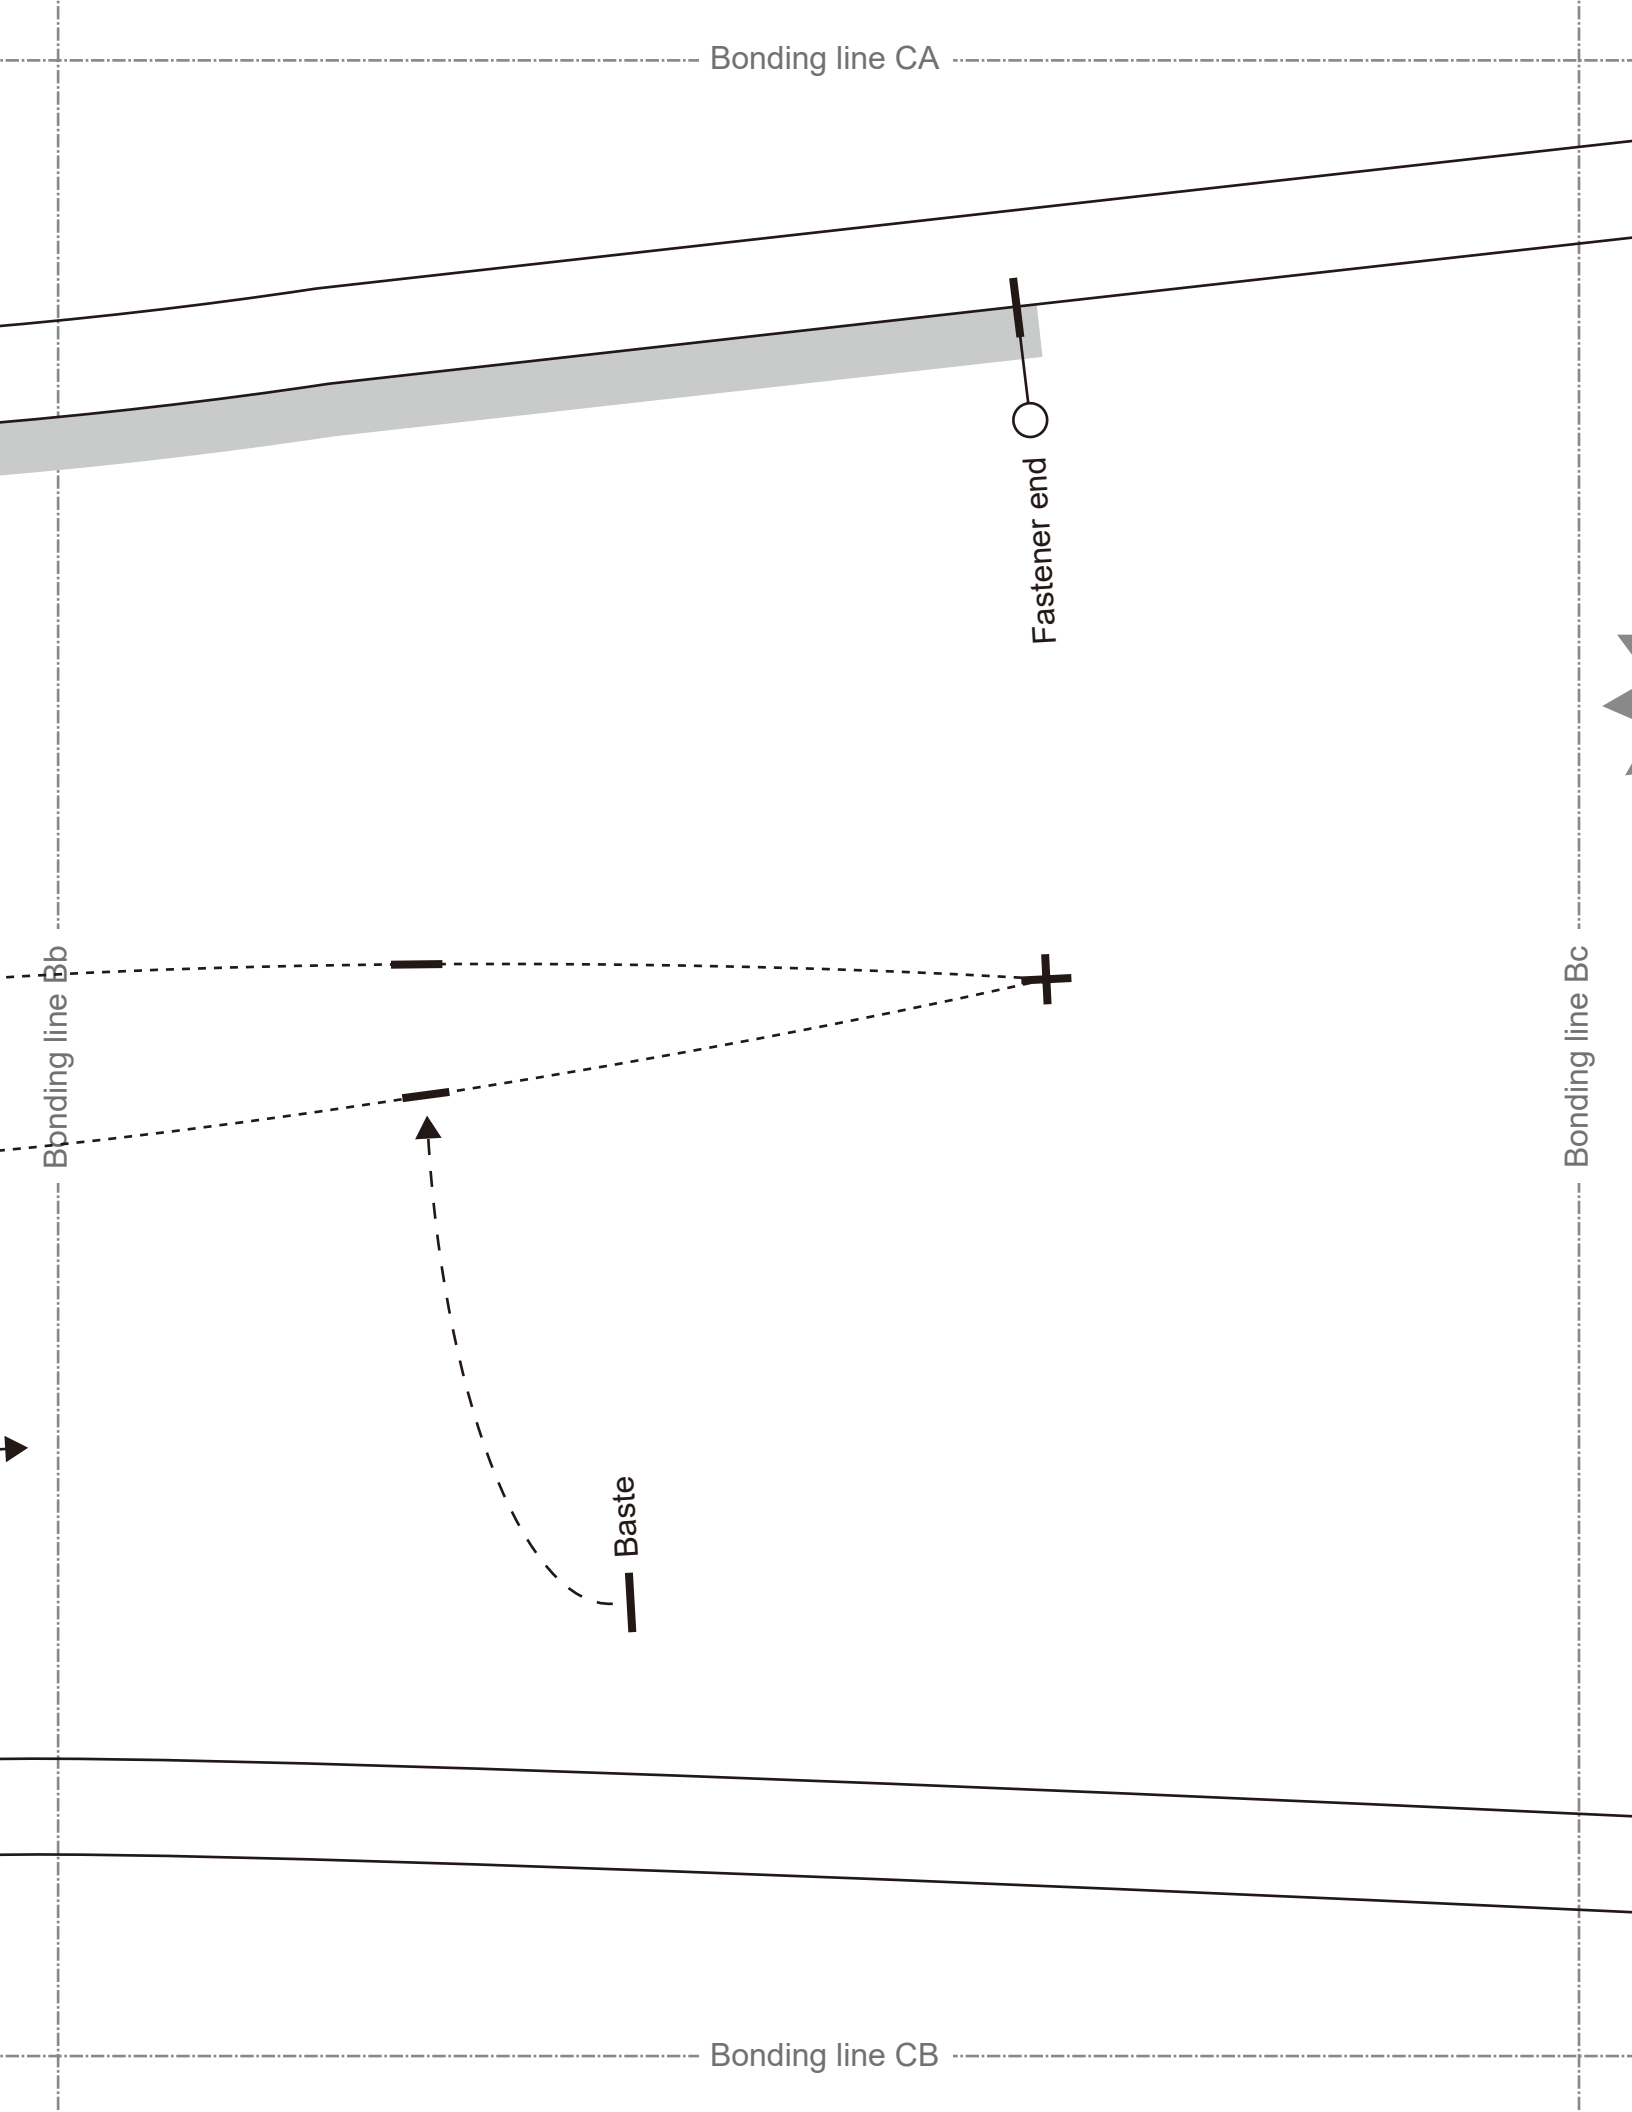 Bonding line CA
Fastener end
Bonding line Bb
Bonding line Bc
Baste
Bonding line CB